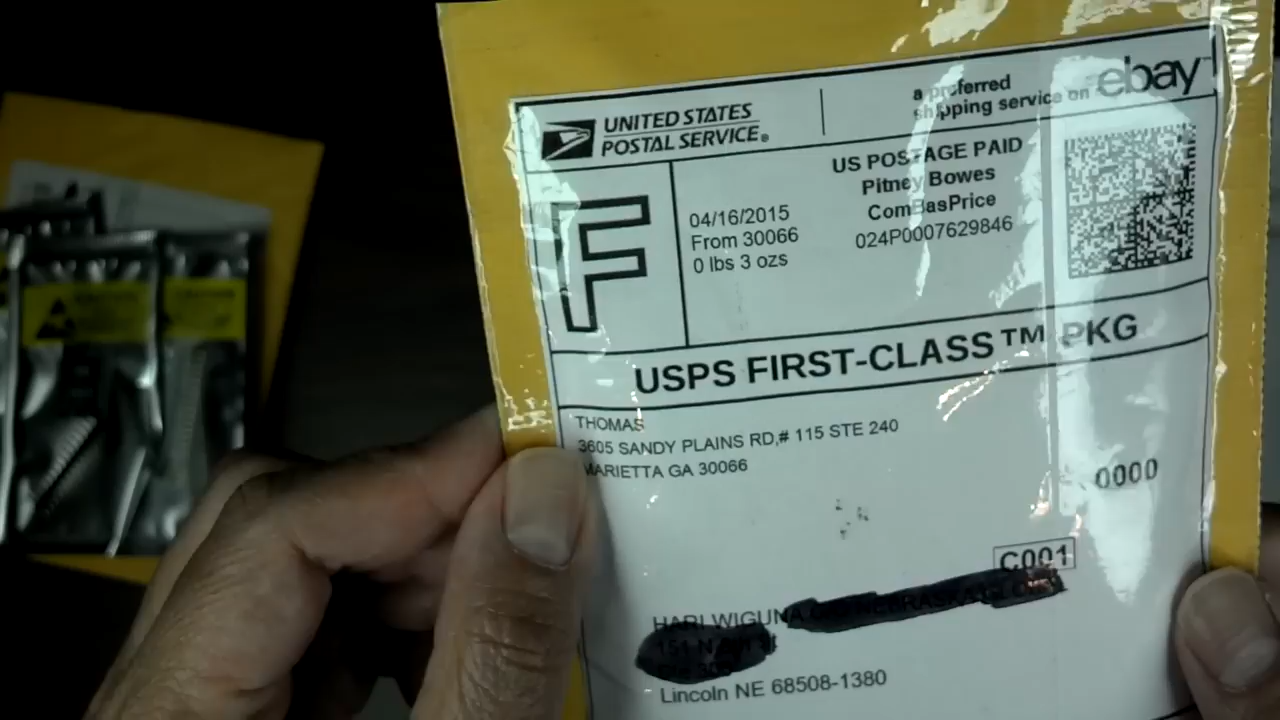 UNITED STATES
POSTAL SERVICE®
a preferred
shipping service on
ebay™
F
04/16/2015
From 30066
0 lbs 3 ozs
US POSTAGE PAID
Pitney Bowes
ComBasPrice
024P0007629846
USPS FIRST-CLASS™ PKG
THOMAS
3605 SANDY PLAINS RD,# 115 STE 240
MARIETTA GA 30066
0000
C001
HARI WIGUNA
Lincoln NE 68508-1380